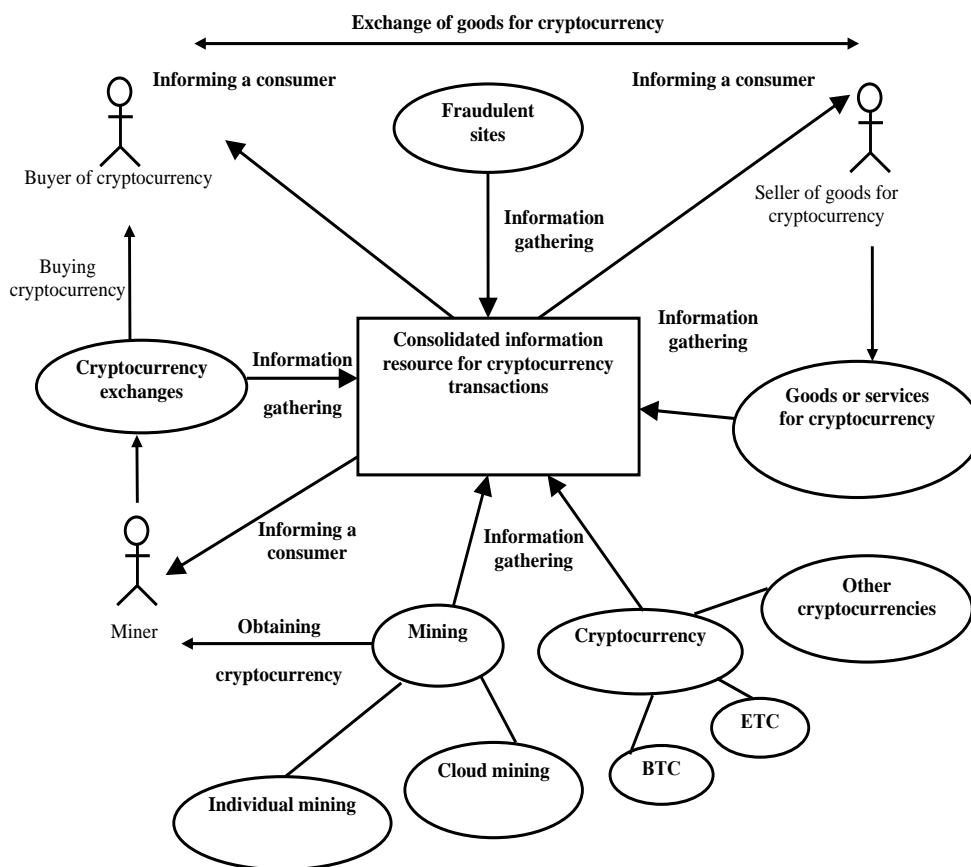 Exchange of goods for cryptocurrency
Informing a consumer
Informing a consumer
Fraudulent
sites
Buyer of cryptocurrency
Seller of goods for
cryptocurrency
Information
gathering
Buying
cryptocurrency
Consolidated information
resource for cryptocurrency
transactions
Information
gathering
Cryptocurrency
exchanges
Information
gathering
Goods or services
for cryptocurrency
Informing a
consumer
Information
gathering
Other
cryptocurrencies
Miner
Obtaining
cryptocurrency
Mining
Cryptocurrency
ETC
BTC
Cloud mining
Individual mining